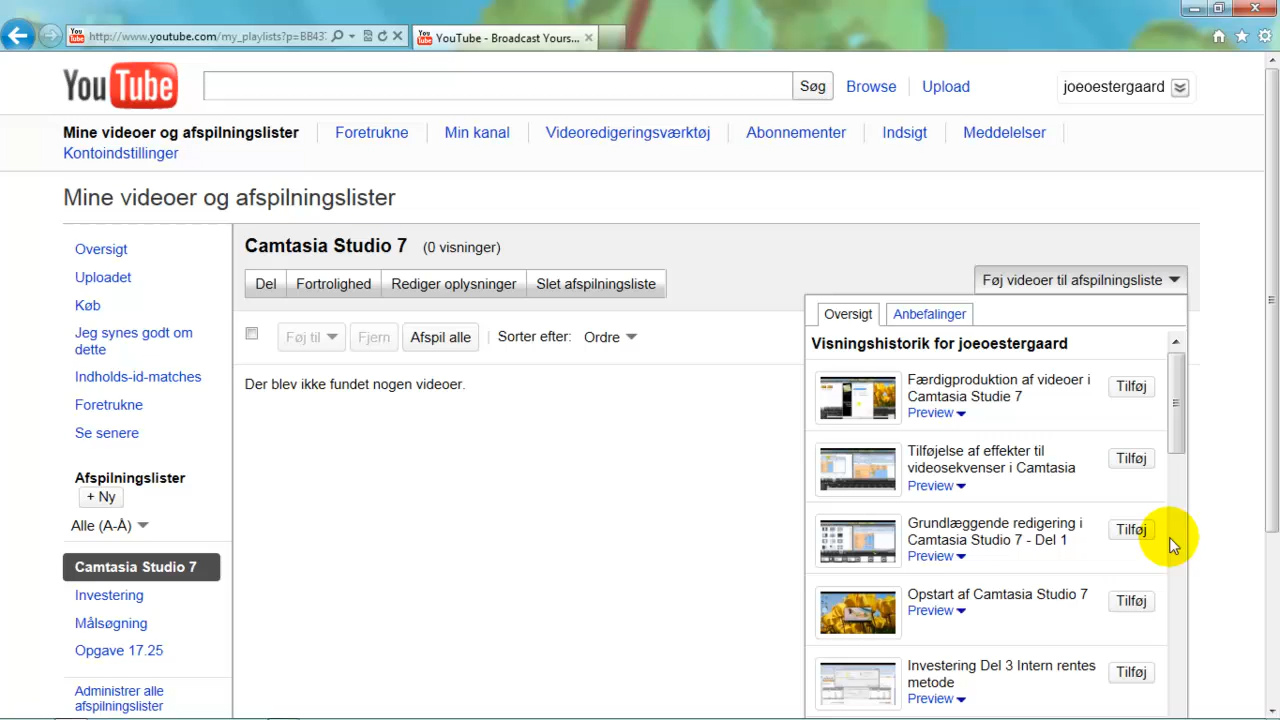 http://www.youtube.com/my_playlists?p=BB43
YouTube - Broadcast Yours...
YouTube
Søg
Browse
Upload
joeoestergaard
Mine videoer og afspilningslister
Foretrukne
Min kanal
Videoredigeringsværktøj
Abonnementer
Indsigt
Meddelelser
Kontoindstillinger
Mine videoer og afspilningslister
Oversigt
Uploadet
Køb
Jeg synes godt om
dette
Indholds-id-matches
Foretrukne
Se senere
Afspilningslister
+ Ny
Alle (A-Å)
Camtasia Studio 7
Investering
Målsøgning
Opgave 17.25
Administrer alle
afspilningslister
Camtasia Studio 7 (0 visninger)
Del
Fortrolighed
Rediger oplysninger
Slet afspilningsliste
Føj videoer til afspilningsliste
Føj til
Fjern
Afspil alle
Sorter efter:
Ordre
Der blev ikke fundet nogen videoer.
Oversigt
Anbefalinger
Visningshistorik for joeoestergaard
Færdigproduktion af videoer i
Camtasia Studie 7
Preview
Tilføj
Tilføjelse af effekter til
videosekvenser i Camtasia
Preview
Tilføj
Grundlæggende redigering i
Camtasia Studio 7 - Del 1
Preview
Tilføj
Opstart af Camtasia Studio 7
Preview
Tilføj
Investering Del 3 Intern rentes
metode
Preview
Tilføj